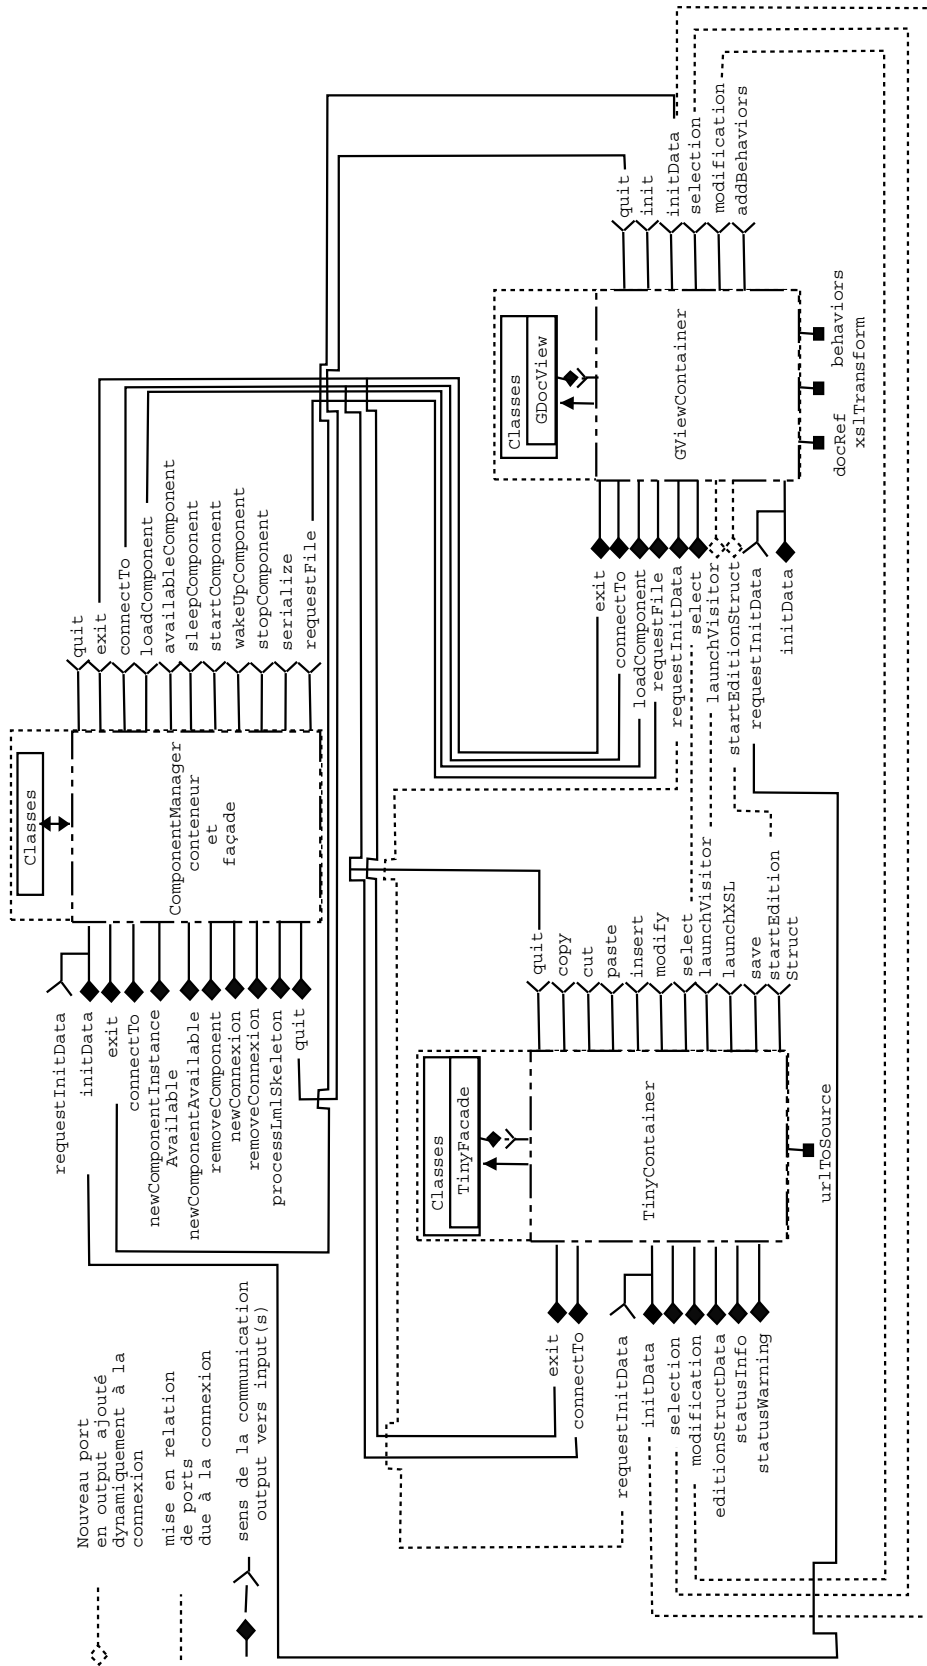 Nouveau port
en output ajouté
dynamiquement à la
connexion
mise en relation
de ports
due à la connexion
sens de la communication
output vers input(s)
requestInitData
initData
exit
connectTo
newComponentInstance
Available
newComponentAvailable
removeComponent
newConnexion
removeConnexion
processLmlSkeleton
quit
Classes
ComponentManager
conteneur
et
façade
quit
exit
connectTo
loadComponent
availableComponent
sleepComponent
startComponent
wakeUpComponent
stopComponent
serialize
requestFile
exit
connectTo
requestInitData
initData
selection
modification
editionStructData
statusInfo
statusWarning
Classes
TinyFacade
TinyContainer
urlToSource
quit
copy
cut
paste
insert
modify
select
launchVisitor
launchXSL
save
startEdition
Struct
exit
connectTo
loadComponent
requestFile
requestInitData
select
launchVisitor
startEditionStruct
requestInitData
initData
Classes
GDocView
GViewContainer
docRef
xslTransform
behaviors
quit
init
initData
selection
modification
addBehaviors